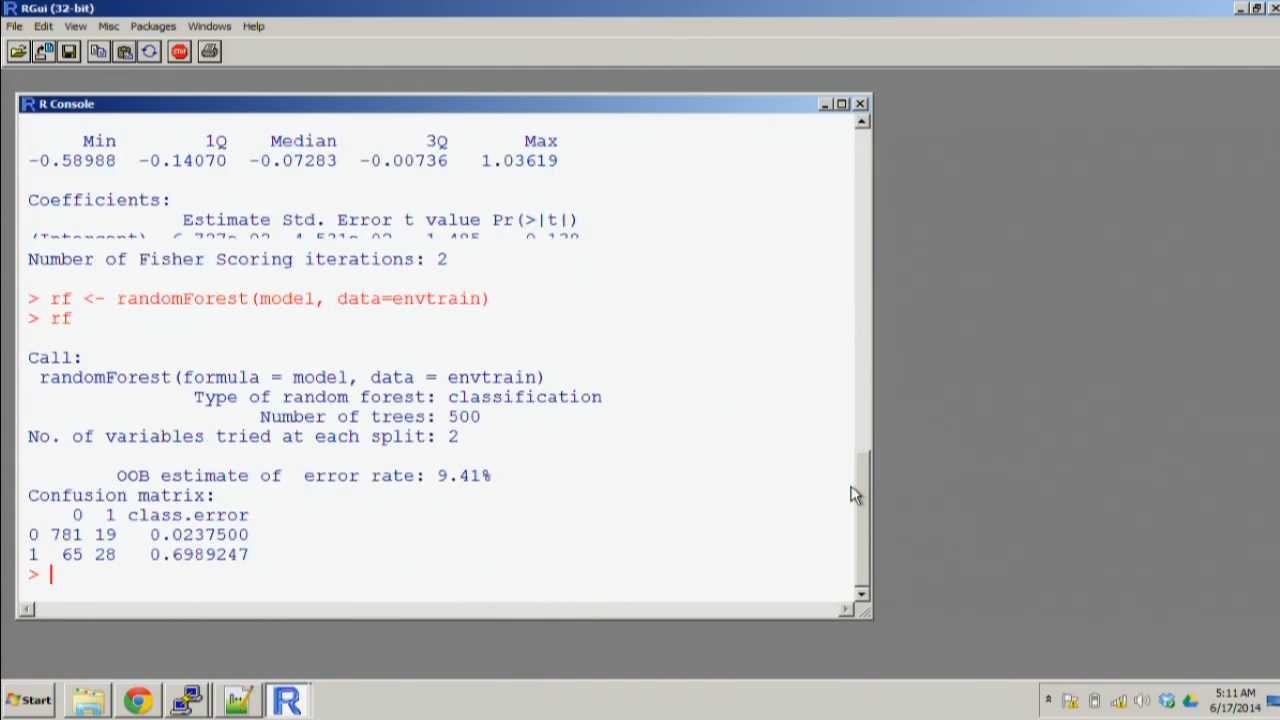 RGui (32-bit)
File Edit View Misc Packages Windows Help
STOP
R Console
Min 1Q Median 3Q Max
-0.58988 -0.14070 -0.07283 -0.00736 1.03619
Coefficients:
Estimate Std. Error t value Pr(>|t|)
Number of Fisher Scoring iterations: 2
> rf <- randomForest(model, data=envtrain)
> rf
Call:
randomForest(formula = model, data = envtrain)
Type of random forest: classification
Number of trees: 500
No. of variables tried at each split: 2
OOB estimate of  error rate: 9.41%
Confusion matrix:
0 1 class.error
0 781 19 0.0237500
1 65 28 0.6989247
>
Start
5:11 AM
6/17/2014